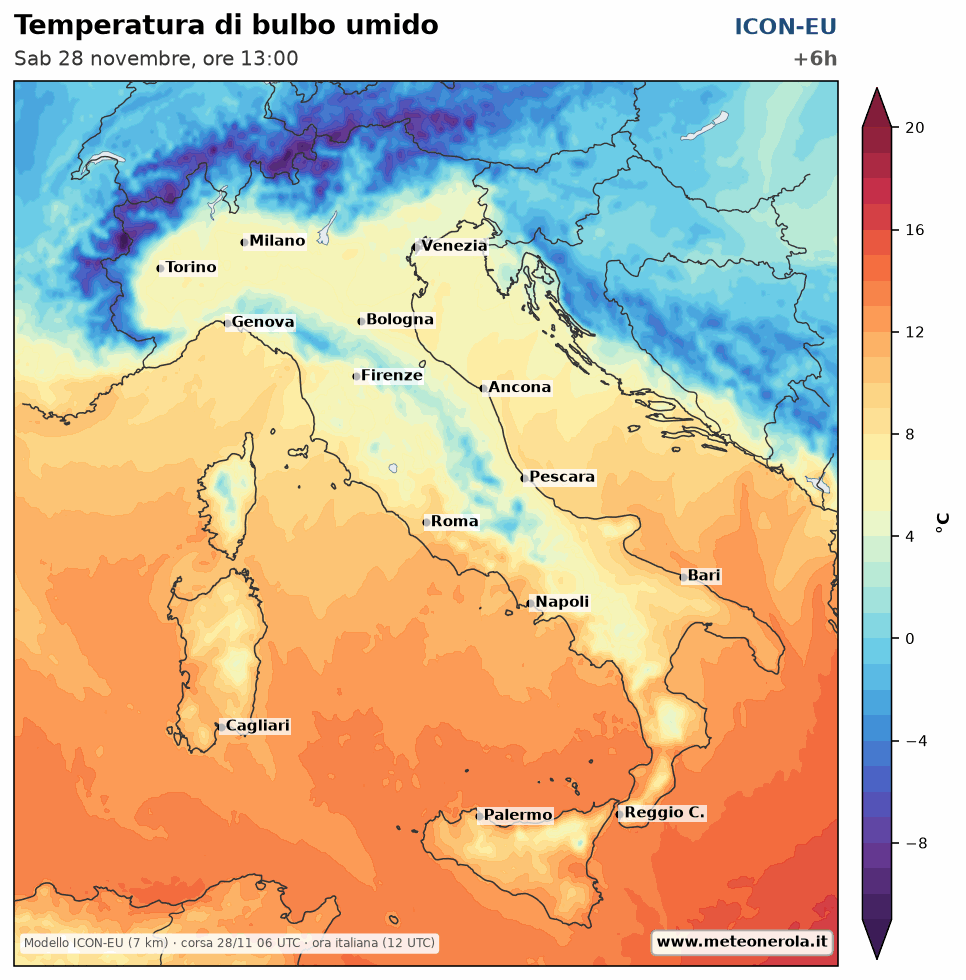 Temperatura di bulbo umido
ICON-EU
Sab 28 novembre, ore 13:00
+6h
20
16
12
8
4
0
−4
−8
°C
Milano
Venezia
Torino
Genova
Bologna
Firenze
Ancona
Pescara
Roma
Bari
Napoli
Cagliari
Palermo
Reggio C.
Modello ICON-EU (7 km) · corsa 28/11 06 UTC · ora italiana (12 UTC)
www.meteonerola.it